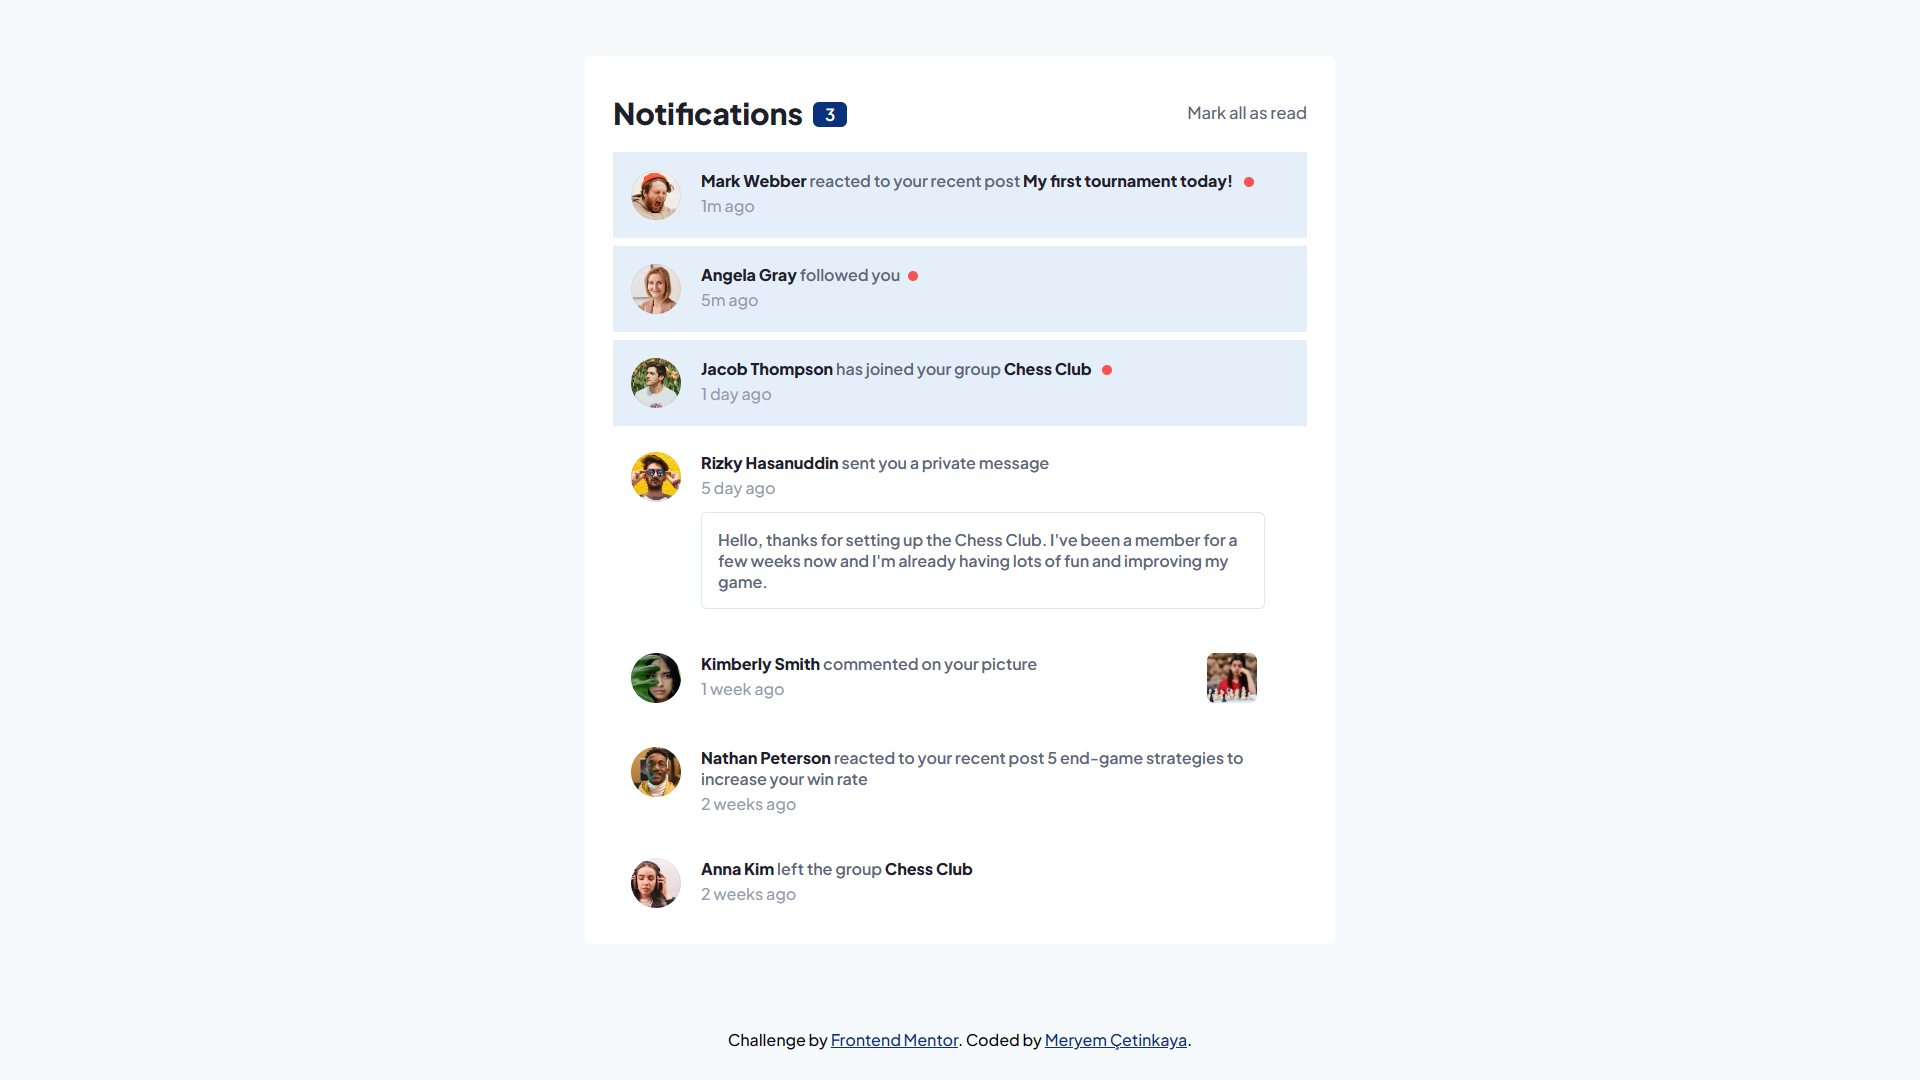 Notifications 3 Mark all as read
Mark Webber reacted to your recent post My first tournament today!
1m ago
Angela Gray followed you
5m ago
Jacob Thompson has joined your group Chess Club
1 day ago
Rizky Hasanuddin sent you a private message
5 day ago
Hello, thanks for setting up the Chess Club. I've been a member for a
few weeks now and I'm already having lots of fun and improving my
game.
Kimberly Smith commented on your picture
1 week ago
Nathan Peterson reacted to your recent post 5 end-game strategies to
increase your win rate
2 weeks ago
Anna Kim left the group Chess Club
2 weeks ago
Challenge by Frontend Mentor. Coded by Meryem Çetinkaya.